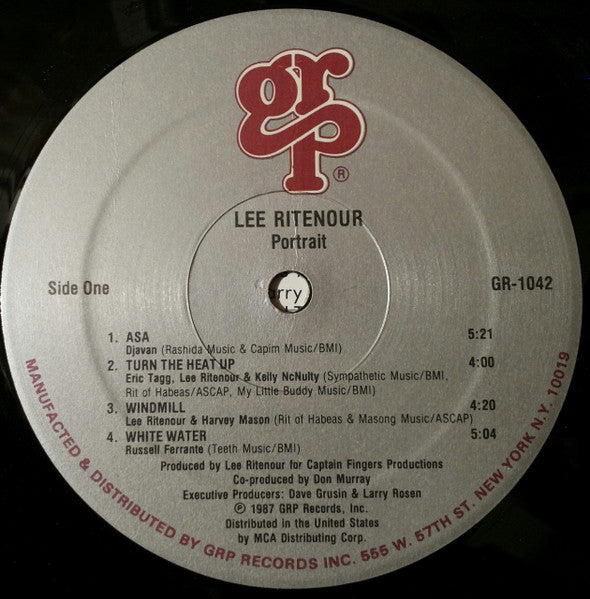 grp®
LEE RITENOUR
Portrait
Side One
GR-1042
arry
1. ASA 5:21
Djavan (Rashida Music & Capim Music/BMI)
2. TURN THE HEAT UP 4:00
Eric Tagg, Lee Ritenour & Kelly NcNulty (Sympathetic Music/BMI,
Rit of Habeas/ASCAP, My Little Buddy Music/BMI)
3. WINDMILL 4:20
Lee Ritenour & Harvey Mason (Rit of Habeas & Masong Music/ASCAP)
4. WHITE WATER 5:04
Russell Ferrante (Teeth Music/BMI)
Produced by Lee Ritenour for Captain Fingers Productions
Co-produced by Don Murray
Executive Producers: Dave Grusin & Larry Rosen
℗ 1987 GRP Records, Inc.
Distributed in the United States
by MCA Distributing Corp.
MANUFACTED & DISTRIBUTED BY GRP RECORDS INC. 555 W. 57TH ST. NEW YORK N.Y. 10019